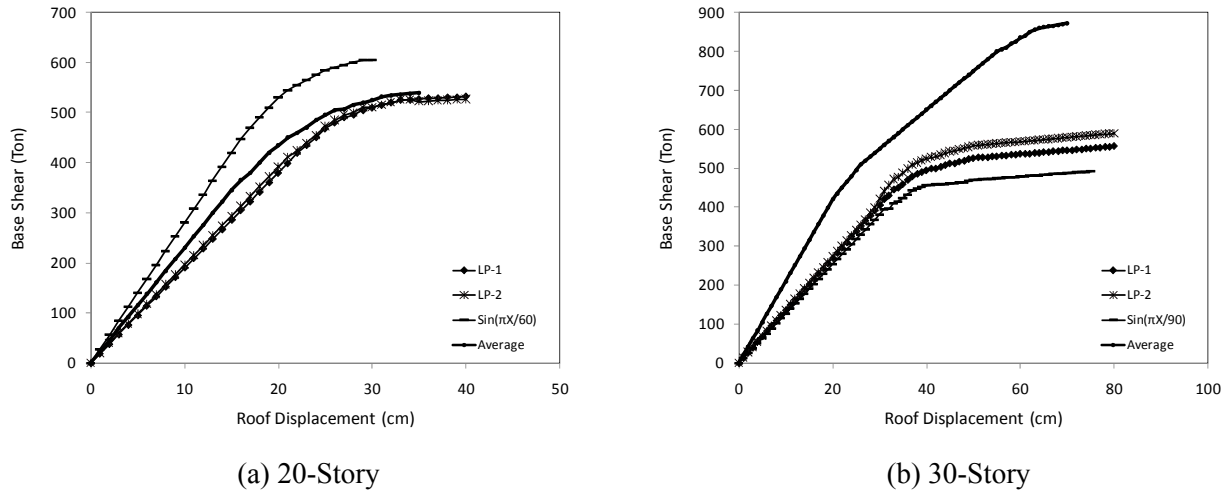 700
600
500
400
300
200
100
0
Base Shear (Ton)
LP-1
LP-2
Sin(πX/60)
Average
0 10 20 30 40 50
Roof Displacement (cm)
(a) 20-Story
900
800
700
600
500
400
300
200
100
0
Base Shear (Ton)
LP-1
LP-2
Sin(πX/90)
Average
0 20 40 60 80 100
Roof Displacement (cm)
(b) 30-Story